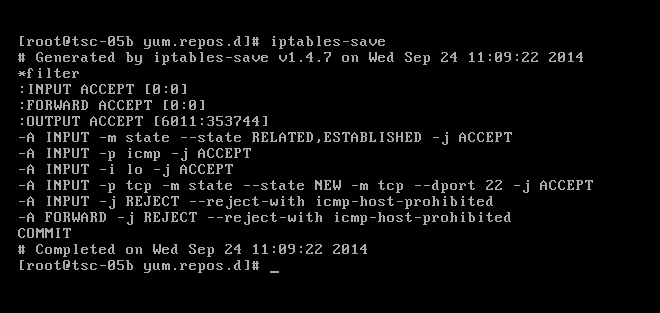 [root@tsc-05b yum.repos.d]# iptables-save
# Generated by iptables-save v1.4.7 on Wed Sep 24 11:09:22 2014
*filter
:INPUT ACCEPT [0:0]
:FORWARD ACCEPT [0:0]
:OUTPUT ACCEPT [6011:353744]
-A INPUT -m state --state RELATED,ESTABLISHED -j ACCEPT
-A INPUT -p icmp -j ACCEPT
-A INPUT -i lo -j ACCEPT
-A INPUT -p tcp -m state --state NEW -m tcp --dport 22 -j ACCEPT
-A INPUT -j REJECT --reject-with icmp-host-prohibited
-A FORWARD -j REJECT --reject-with icmp-host-prohibited
COMMIT
# Completed on Wed Sep 24 11:09:22 2014
[root@tsc-05b yum.repos.d]# _